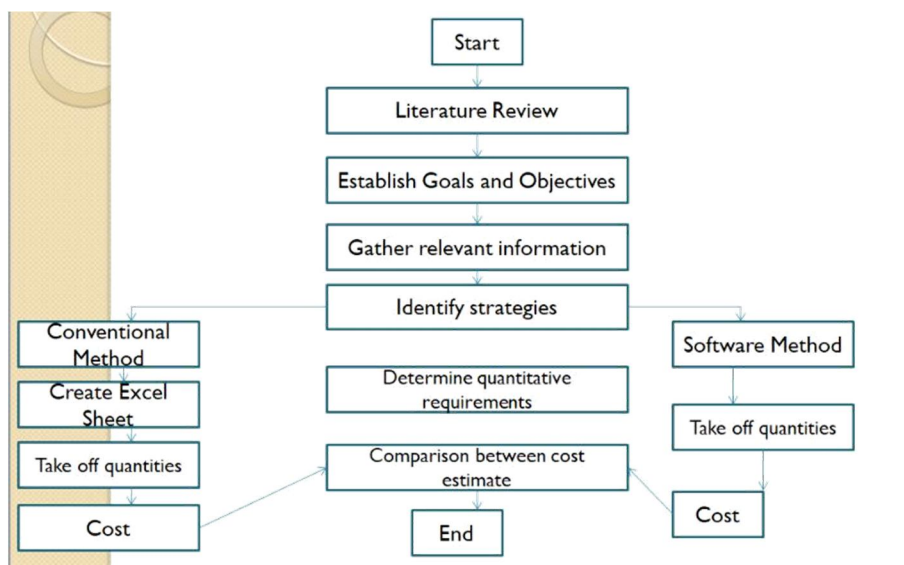 Start
Literature Review
Establish Goals and Objectives
Gather relevant information
Identify strategies
Conventional
Method
Create Excel
Sheet
Take off quantities
Cost
Determine quantitative
requirements
Software Method
Take off quantities
Cost
Comparison between cost
estimate
End